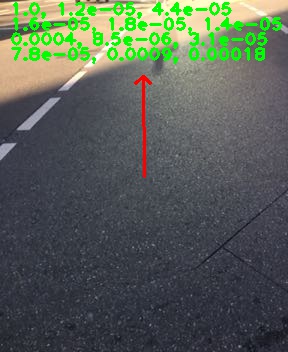 1.0, 1.2e-05, 4.4e-05
1.6e-05, 1.8e-05, 1.4e-05
0.0004, 8.5e-06, 3.1e-05
7.8e-05, 0.0009, 0.00018